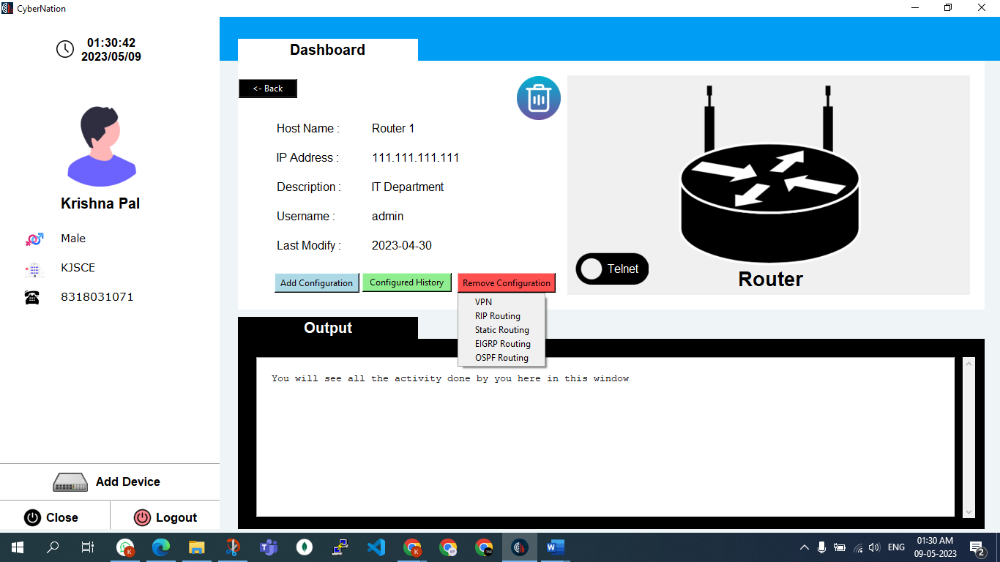 CyberNation
01:30:42
2023/05/09
Krishna Pal
Male
KJSCE
8318031071
Add Device
Close
Logout
Dashboard
<- Back
Host Name : Router 1
IP Address : 111.111.111.111
Description : IT Department
Username : admin
Last Modify : 2023-04-30
Add Configuration
Configured History
Remove Configuration
VPN
RIP Routing
Static Routing
EIGRP Routing
OSPF Routing
Telnet
Router
Output
You will see all the activity done by you here in this window
ENG
01:30 AM
09-05-2023
2